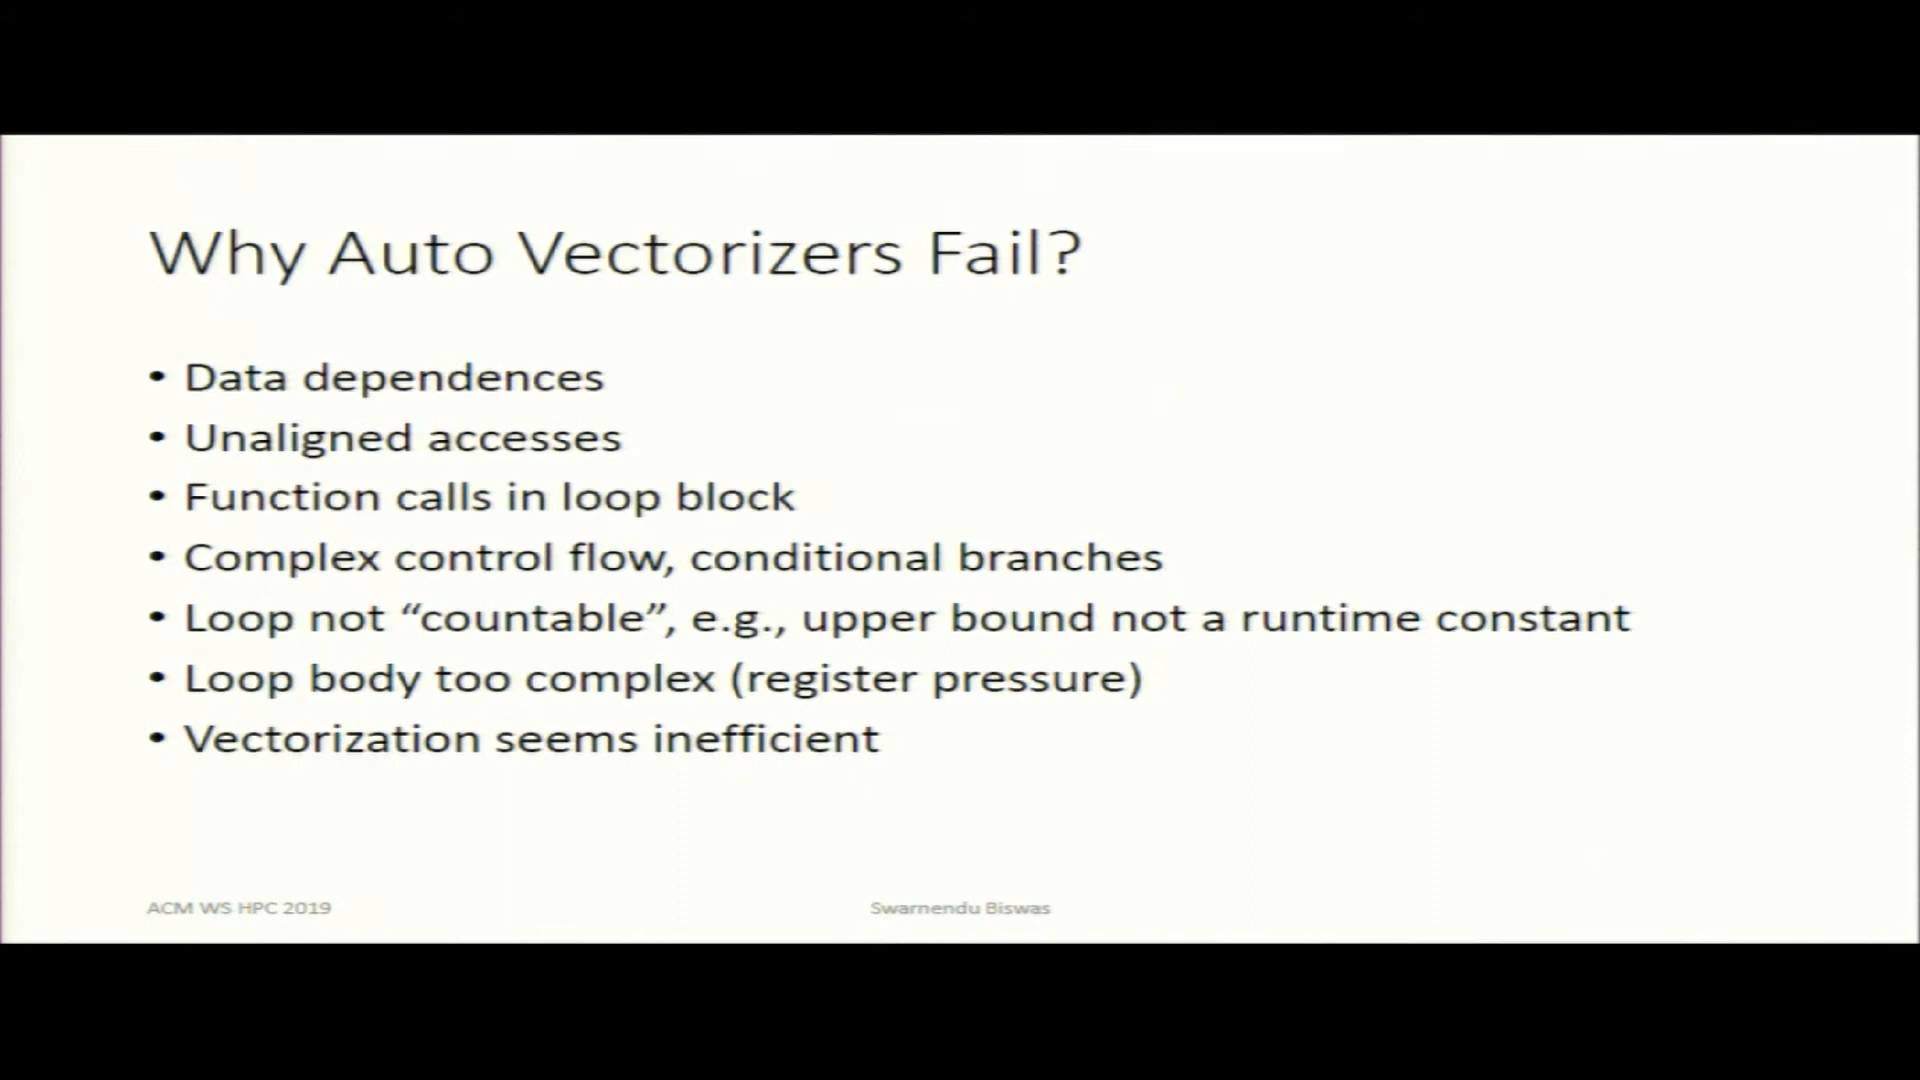 Why Auto Vectorizers Fail?
• Data dependences
• Unaligned accesses
• Function calls in loop block
• Complex control flow, conditional branches
• Loop not “countable”, e.g., upper bound not a runtime constant
• Loop body too complex (register pressure)
• Vectorization seems inefficient
ACM WS HPC 2019
Swarnendu Biswas